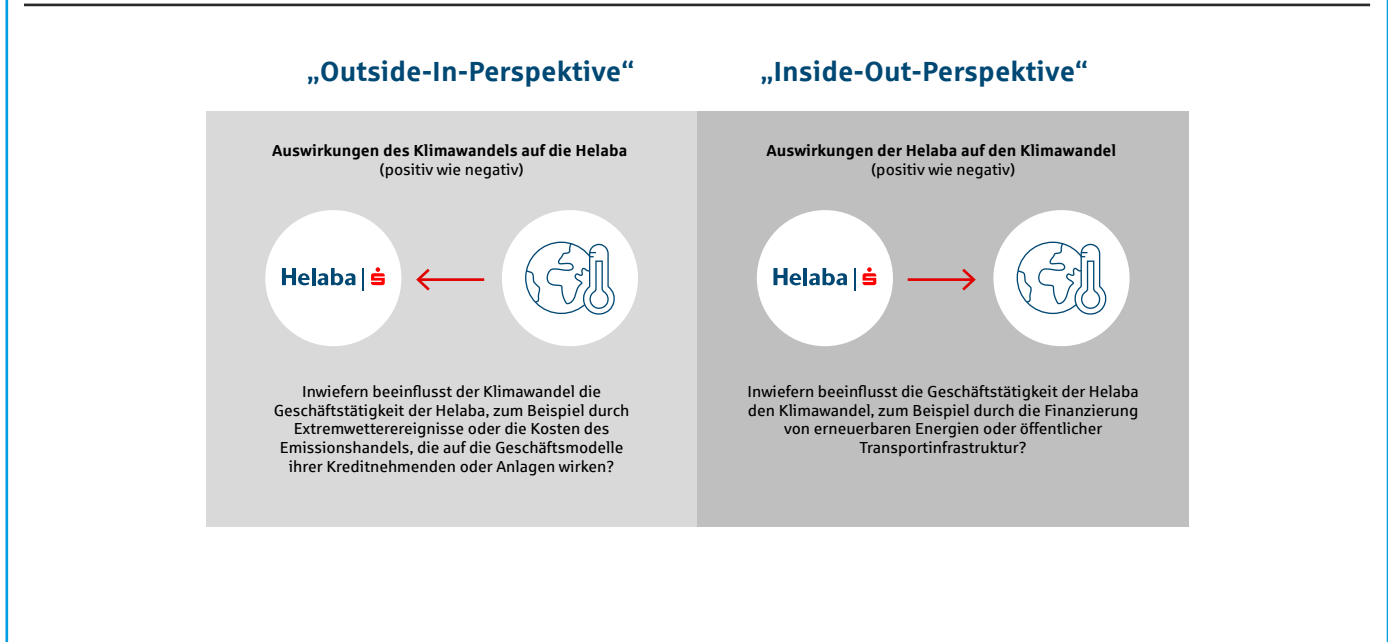 „Outside-In-Perspektive“
Auswirkungen des Klimawandels auf die Helaba
(positiv wie negativ)
Helaba
Inwiefern beeinflusst der Klimawandel die
Geschäftstätigkeit der Helaba, zum Beispiel durch
Extremwetterereignisse oder die Kosten des
Emissionshandels, die auf die Geschäftsmodelle
ihrer Kreditnehmenden oder Anlagen wirken?
„Inside-Out-Perspektive“
Auswirkungen der Helaba auf den Klimawandel
(positiv wie negativ)
Helaba
Inwiefern beeinflusst die Geschäftstätigkeit der Helaba
den Klimawandel, zum Beispiel durch die Finanzierung
von erneuerbaren Energien oder öffentlicher
Transportinfrastruktur?